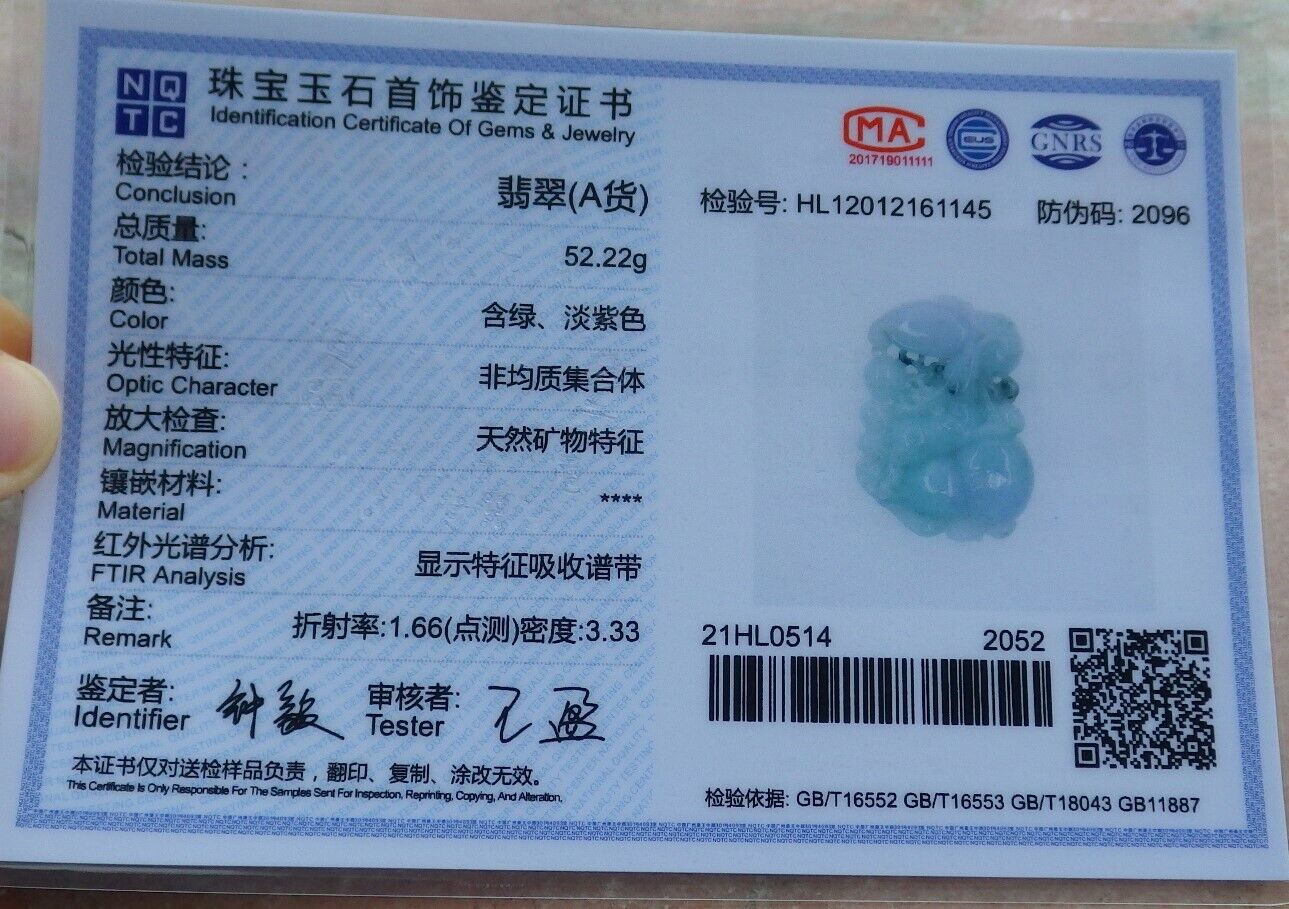 NQ
TC
珠宝玉石首饰鉴定证书
Identification Certificate Of Gems & Jewelry
检验结论：
Conclusion
翡翠(A货)
总质量:
Total Mass
52.22g
颜色:
Color
含绿、淡紫色
光性特征:
Optic Character
非均质集合体
放大检查:
Magnification
天然矿物特征
镶嵌材料:
Material
****
红外光谱分析:
FTIR Analysis
显示特征吸收谱带
备注:
Remark
折射率:1.66(点测)密度:3.33
鉴定者:
Identifier
审核者:
Tester
本证书仅对送检样品负责，翻印、复制、涂改无效。
This Certificate Is Only Responsible For The Samples Sent For Inspection, Reprinting, Copying, And Alteration.
MA
201719011111
GNRS
检验号: HL12012161145
防伪码: 2096
21HL0514
2052
检验依据: GB/T16552 GB/T16553 GB/T18043 GB11887